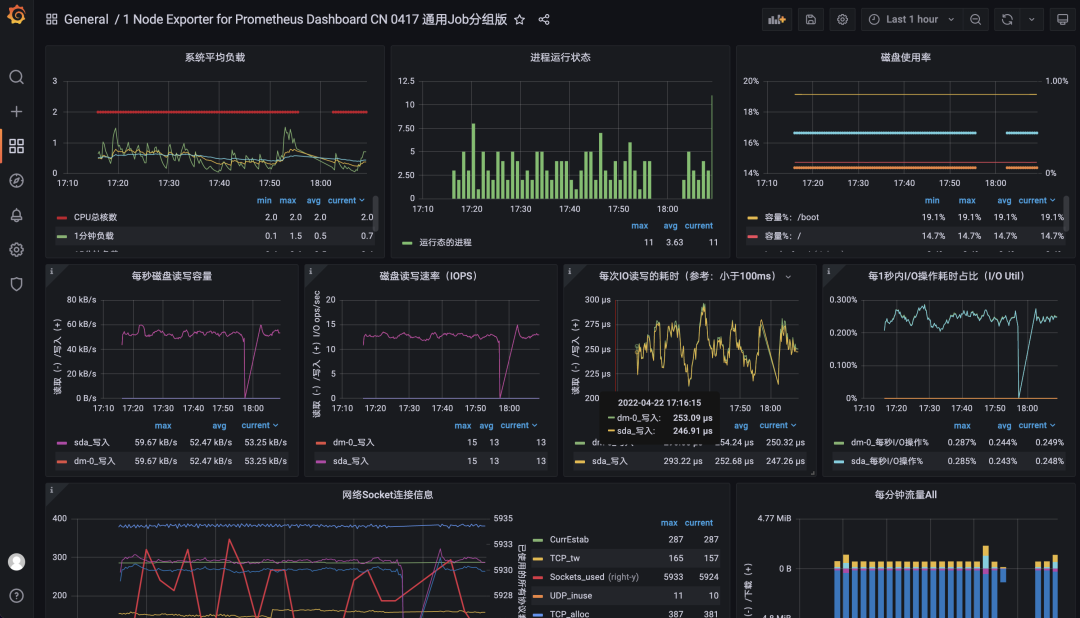 General / 1 Node Exporter for Prometheus Dashboard CN 0417 通用Job分组版
Last 1 hour
系统平均负载
3
2
1
0
17:10 17:20 17:30 17:40 17:50 18:00
min max avg current
CPU总核数 2.0 2.0 2.0 2.0
1分钟负载 0.1 1.5 0.5 0.7
进程运行状态
12.5
10
7.50
5
2.50
0
17:10 17:20 17:30 17:40 17:50 18:00
max avg current
运行态的进程 11 3.63 11
磁盘使用率
20% 1.00%
18%
16%
14% 0%
17:10 17:20 17:30 17:40 17:50 18:00
min max avg current
容量%：/boot 19.1% 19.1% 19.1% 19.1%
容量%：/ 14.7% 14.7% 14.7% 14.7%
每秒磁盘读写容量
读取（-）/写入（+）
80 kB/s
60 kB/s
40 kB/s
20 kB/s
0 B/s
17:10 17:20 17:30 17:40 17:50 18:00
max avg current
sda_写入 59.67 kB/s 52.47 kB/s 53.25 kB/s
dm-0_写入 59.67 kB/s 52.47 kB/s 53.25 kB/s
磁盘读写速率（IOPS）
读取（-）/写入（+）I/O ops/sec
20
15
10
5
0
17:10 17:20 17:30 17:40 17:50 18:00
max avg current
dm-0_写入 15 13 13
sda_写入 15 13 13
每次IO读写的耗时（参考：小于100ms）
读取（-）/写入（+）
300 µs
275 µs
250 µs
225 µs
200
17:50 18:00
2022-04-22 17:16:15
dm-0_写入: 253.09 µs
sda_写入: 246.91 µs
avg current
254.24 µs 250.32 µs
sda_写入 293.22 µs 252.68 µs 247.26 µs
每1秒内I/O操作耗时占比（I/O Util）
0.300%
0.200%
0.100%
0%
17:10 17:20 17:30 17:40 17:50 18:00
max avg current
dm-0_每秒I/O操作% 0.287% 0.244% 0.249%
sda_每秒I/O操作% 0.285% 0.243% 0.248%
网络Socket连接信息
400
300
200
5935
5933
5930
5928
已使用的所有协议套
max current
CurrEstab 287 287
TCP_tw 165 157
Sockets_used (right-y) 5933 5924
UDP_inuse 11 10
TCP_alloc 387 381
每分钟流量All
4.77 MiB
0 B
（-）/下载（+）